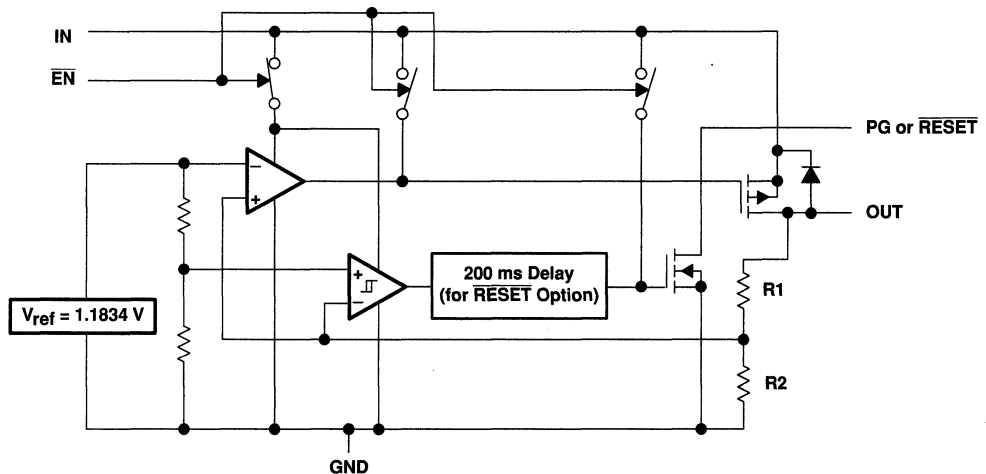 IN
EN
PG or RESET
OUT
200 ms Delay
(for RESET Option)
R1
Vref = 1.1834 V
R2
GND